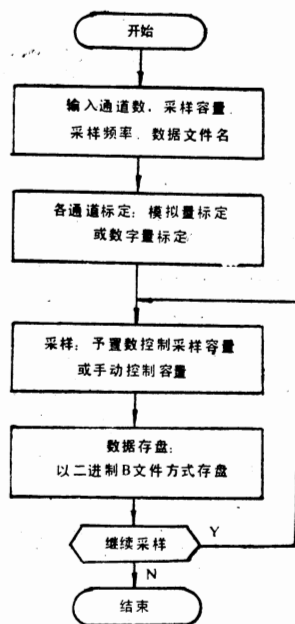 开始
输入通道数，采样容量，
采样频率、数据文件名
各通道标定：模拟量标定
或数字量标定
采样：予置数控制采样容量
或手动控制容量
数据存盘：
以二进制B文件方式存盘
继续采样
Y
N
结束